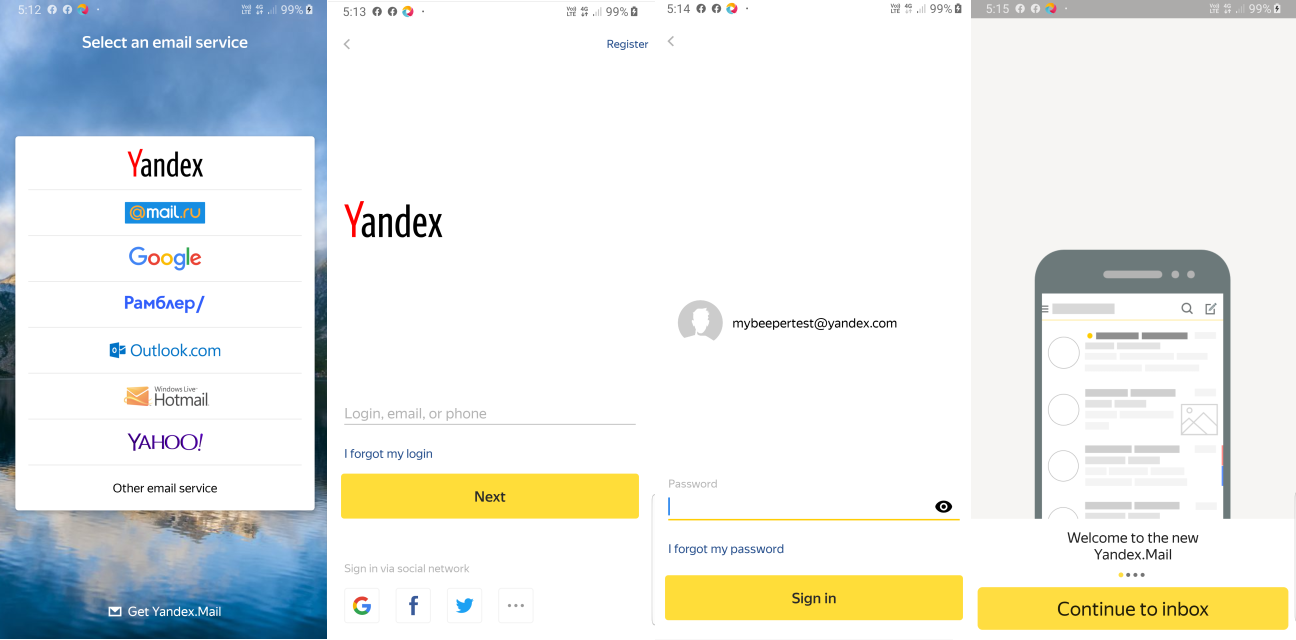 5:12
99%
Select an email service
Yandex
@mail.ru
Google
Рамблер/
Outlook.com
Windows Live
Hotmail
YAHOO!
Other email service
Get Yandex.Mail
5:13
99%
Register
Yandex
Login, email, or phone
I forgot my login
Next
Sign in via social network
5:14
99%
mybeepertest@yandex.com
Password
I forgot my password
Sign in
5:15
99%
Welcome to the new
Yandex.Mail
Continue to inbox